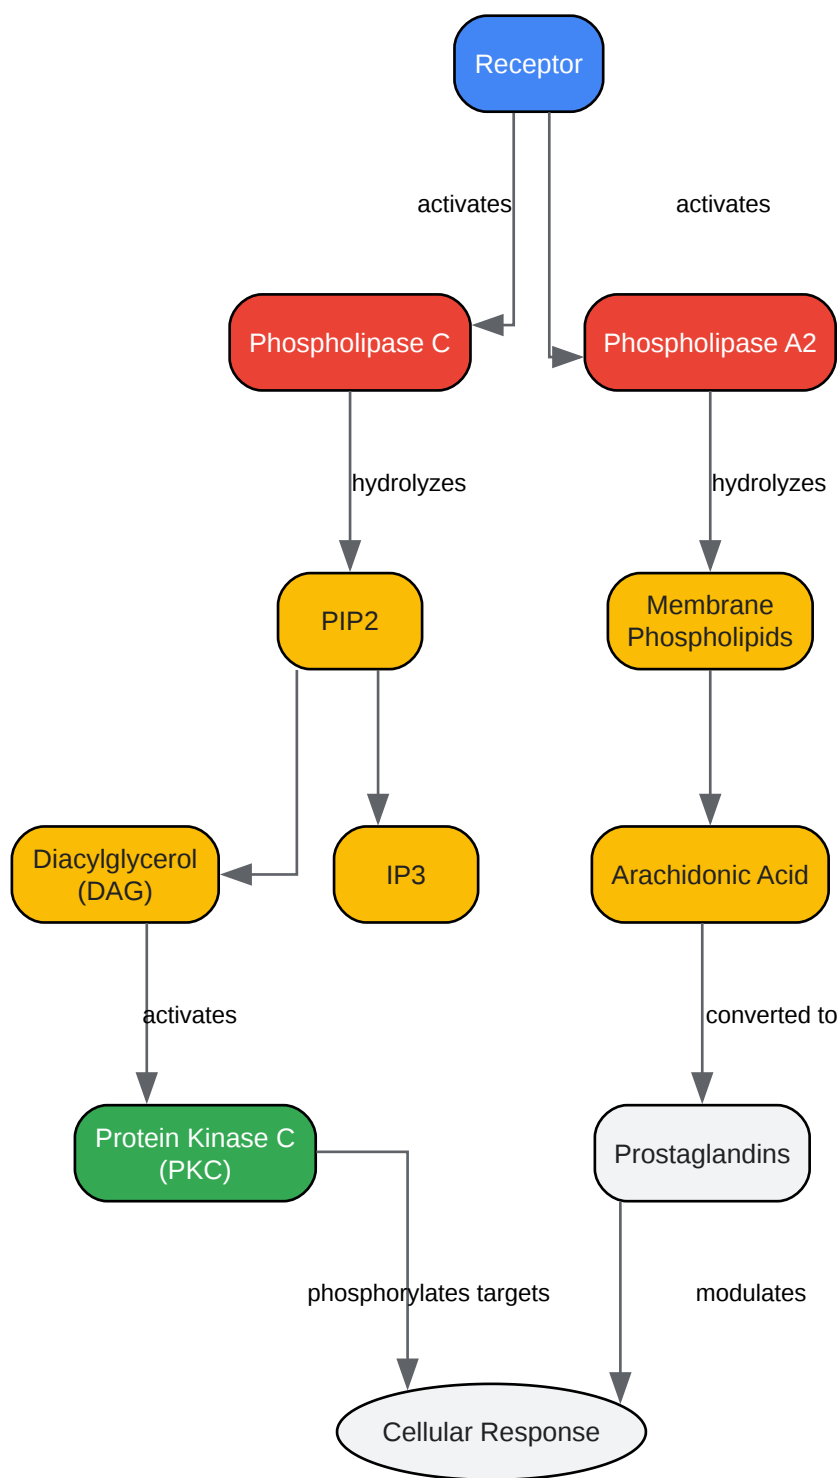 Receptor
activates
activates
Phospholipase C
Phospholipase A2
hydrolyzes
hydrolyzes
PIP2
Membrane
Phospholipids
Diacylglycerol
(DAG)
IP3
Arachidonic Acid
activates
converted to
Protein Kinase C
(PKC)
Prostaglandins
phosphorylates targets
modulates
Cellular Response